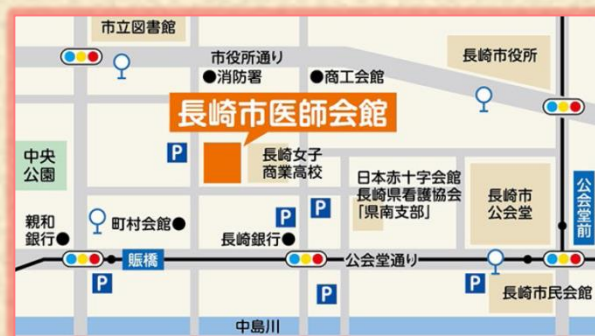 市立図書館
市役所通り
長崎市役所
●消防署
●商工会館
長崎市医師会館
中央
公園
P
長崎女子
商業高校
日本赤十字会館
長崎県看護協会
「県南支部」
長崎市
公会堂
公会堂前
親和
銀行●
町村会館●
P
P
長崎銀行●
賑橋
公会堂通り
P
P
P
長崎市民会館
中島川